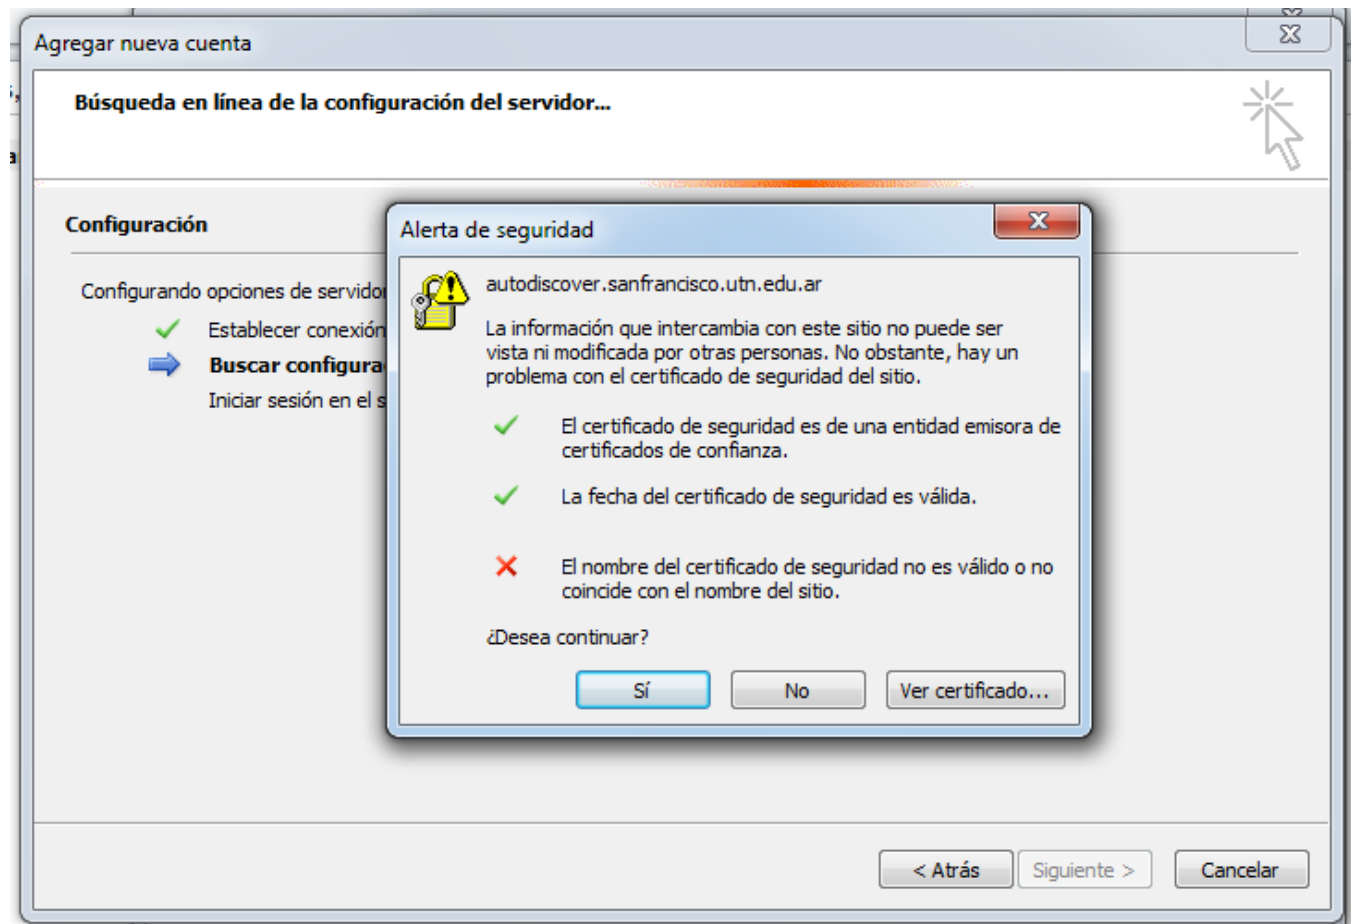 Agregar nueva cuenta
Búsqueda en línea de la configuración del servidor...
Configuración
Configurando opciones de servidor
Establecer conexión
Buscar configura
Iniciar sesión en el s
Alerta de seguridad
autodiscover.sanfrancisco.utn.edu.ar
La información que intercambia con este sitio no puede ser
vista ni modificada por otras personas. No obstante, hay un
problema con el certificado de seguridad del sitio.
El certificado de seguridad es de una entidad emisora de
certificados de confianza.
La fecha del certificado de seguridad es válida.
El nombre del certificado de seguridad no es válido o no
coincide con el nombre del sitio.
¿Desea continuar?
Sí No Ver certificado...
< Atrás Siguiente > Cancelar